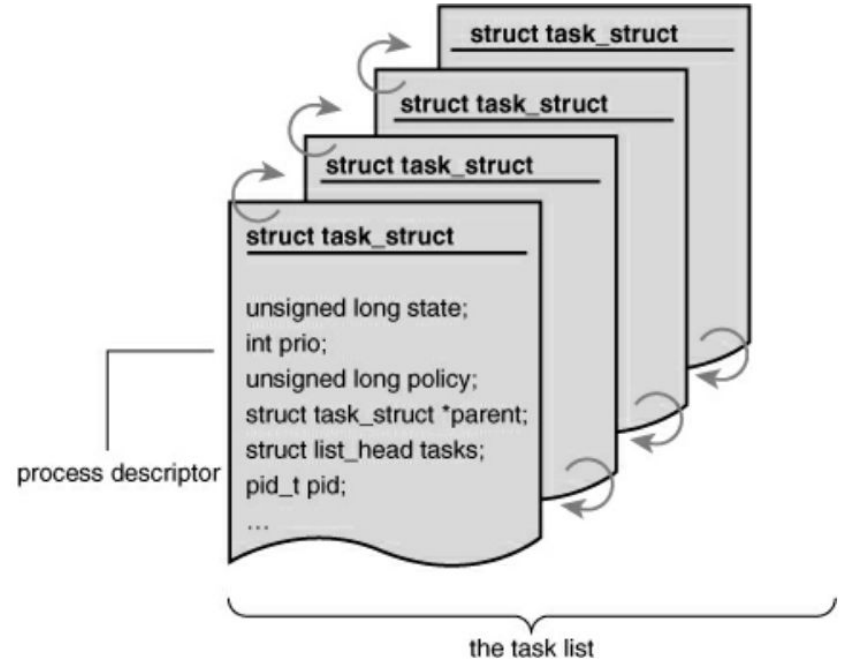 struct task_struct
struct task_struct
struct task_struct
struct task_struct
unsigned long state;
int prio;
unsigned long policy;
struct task_struct *parent;
struct list_head tasks;
pid_t pid;
...
process descriptor
the task list